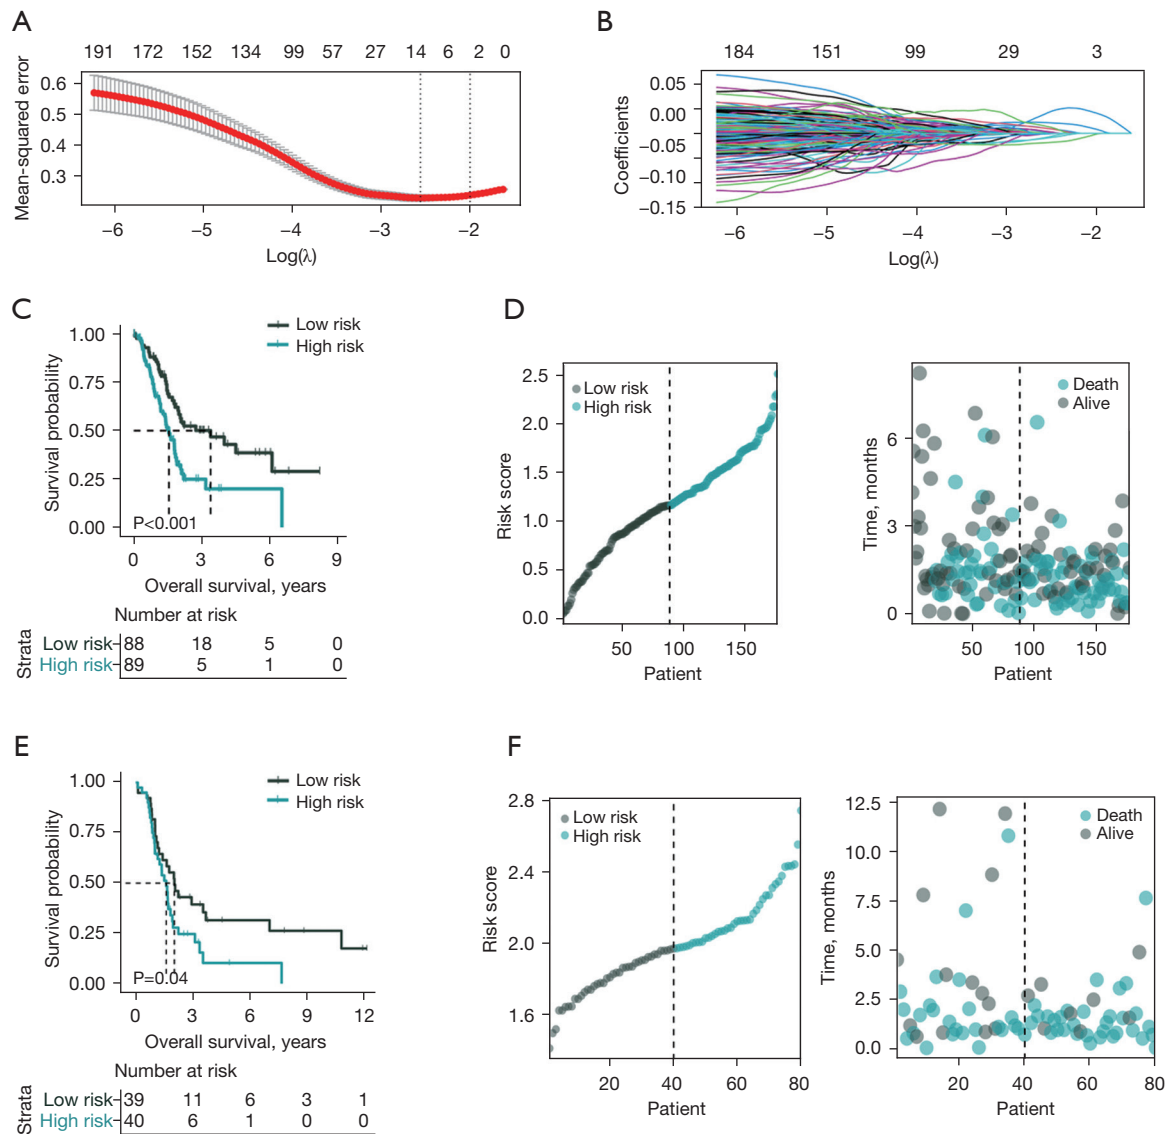 A
191 172 152 134 99 57 27 14 6 2 0
Mean-squared error
0.6
0.5
0.4
0.3
−6 −5 −4 −3 −2
Log(λ)
B
184 151 99 29 3
Coefficients
0.05
0.00
−0.05
−0.10
−0.15
−6 −5 −4 −3 −2
Log(λ)
C
Survival probability
1.00
0.75
0.50
0.25
0.00
Low risk
High risk
P<0.001
0 3 6 9
Overall survival, years
Number at risk
Strata
Low risk 88 18 5 0
High risk 89 5 1 0
D
Risk score
2.5
2.0
1.5
1.0
0.5
0.0
Low risk
High risk
50 100 150
Patient
Time, months
6
3
0
Death
Alive
50 100 150
Patient
E
Survival probability
1.00
0.75
0.50
0.25
0.00
Low risk
High risk
P=0.04
0 3 6 9 12
Overall survival, years
Number at risk
Strata
Low risk 39 11 6 3 1
High risk 40 6 1 0 0
F
Risk score
2.8
2.4
2.0
1.6
Low risk
High risk
20 40 60 80
Patient
Time, months
12.5
10.0
5.0
2.5
0.0
Death
Alive
20 40 60 80
Patient